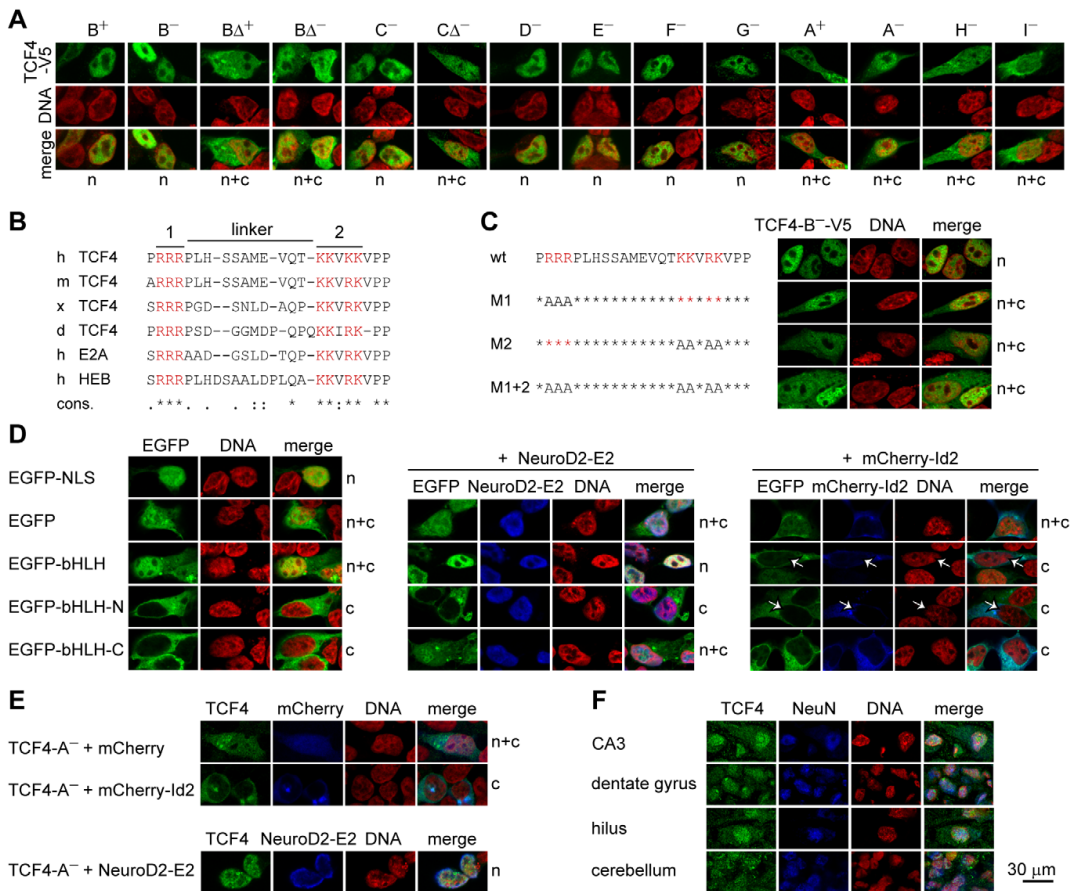 A
B⁺ B⁻ BΔ⁺ BΔ⁻ C⁻ CΔ⁻ D⁻ E⁻ F⁻ G⁻ A⁺ A⁻ H⁻ I⁻
TCF4
-V5
DNA
merge
n n n+c n+c n n+c n n n n n+c n+c n+c n+c
B
1 linker 2
h TCF4 PRRRPLH-SSAME-VQT-KKVRKVPP
m TCF4 ARRRPLH-SSAME-VQT-KKVRKVPP
x TCF4 SRRRPGD--SNLD-AQP-KKVRKVPP
d TCF4 SRRRPSD--GGMDPQPQKKIRK-PP
h E2A SRRRAAD--GSLD-TQP-KKVRKVPP
h HEB SRRRPLHDSAALDPLQA-KKVRKVPP
cons. .***. . . :: * **:** **
C
TCF4-B⁻-V5 DNA merge
wt PRRRPLHSSAMEVQTKKVRKVPP n
M1 *AAA******************* n+c
M2 ***************AA*AA*** n+c
M1+2 *AAA***********AA*AA*** n+c
D
EGFP DNA merge
+ NeuroD2-E2
EGFP NeuroD2-E2 DNA merge
+ mCherry-Id2
EGFP mCherry-Id2 DNA merge
EGFP-NLS n
EGFP n+c n+c n+c
EGFP-bHLH n+c n c
EGFP-bHLH-N c c c
EGFP-bHLH-C c n+c c
E
TCF4 mCherry DNA merge
TCF4-A⁻ + mCherry n+c
TCF4-A⁻ + mCherry-Id2 c
TCF4 NeuroD2-E2 DNA merge
TCF4-A⁻ + NeuroD2-E2 n
F
TCF4 NeuN DNA merge
CA3
dentate gyrus
hilus
cerebellum
30 μm